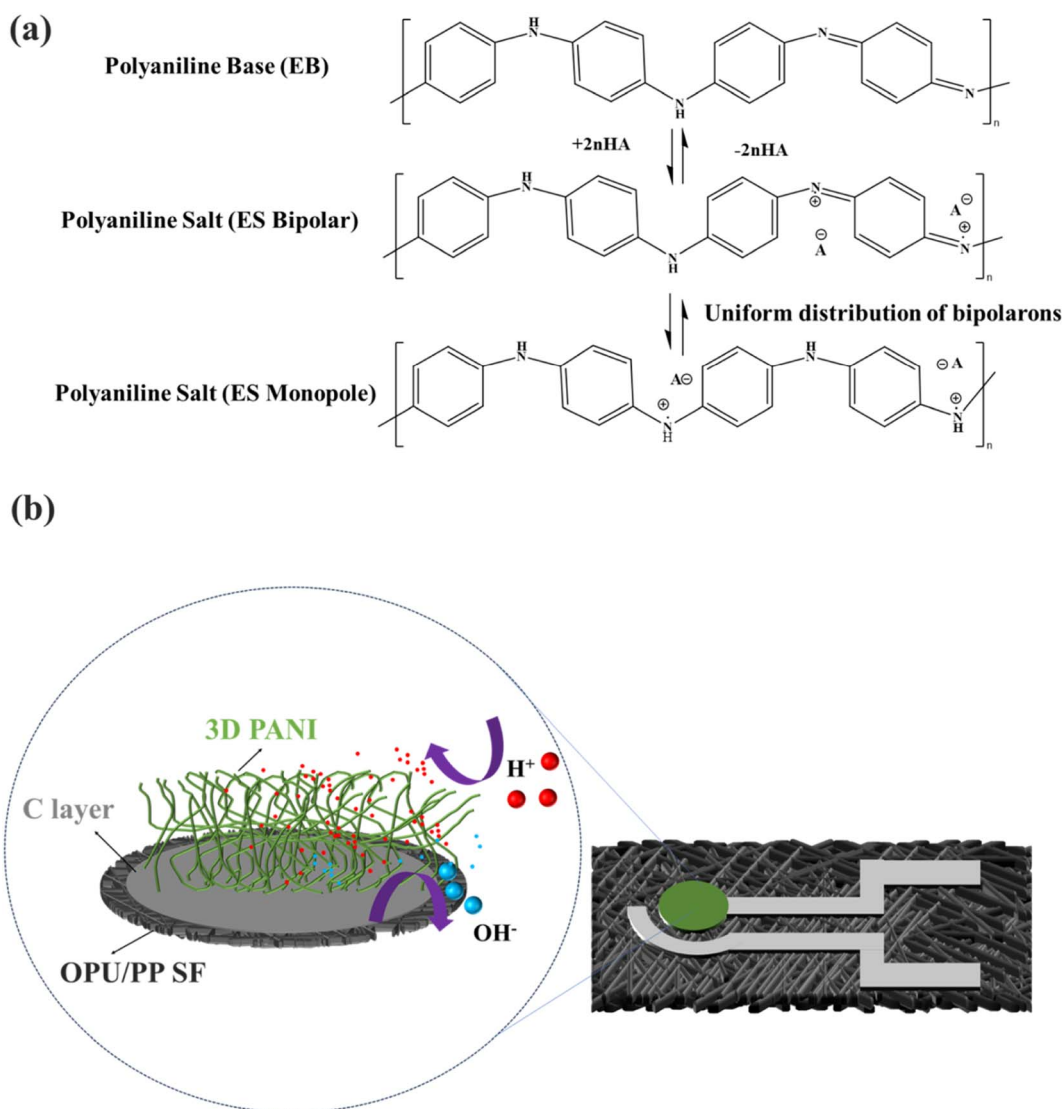 (a)
Polyaniline Base (EB)
H
N
N
N
H
N
n
+2nHA
-2nHA
Polyaniline Salt (ES Bipolar)
H
N
N
⊕
A⊖
⊖
A
⊕
N
H
N
n
Uniform distribution of bipolarons
Polyaniline Salt (ES Monopole)
H
N
H
N
A⊖
⊖A
⊕
N
H
⊕
N
H
n
(b)
3D PANI
H+
C layer
OH-
OPU/PP SF